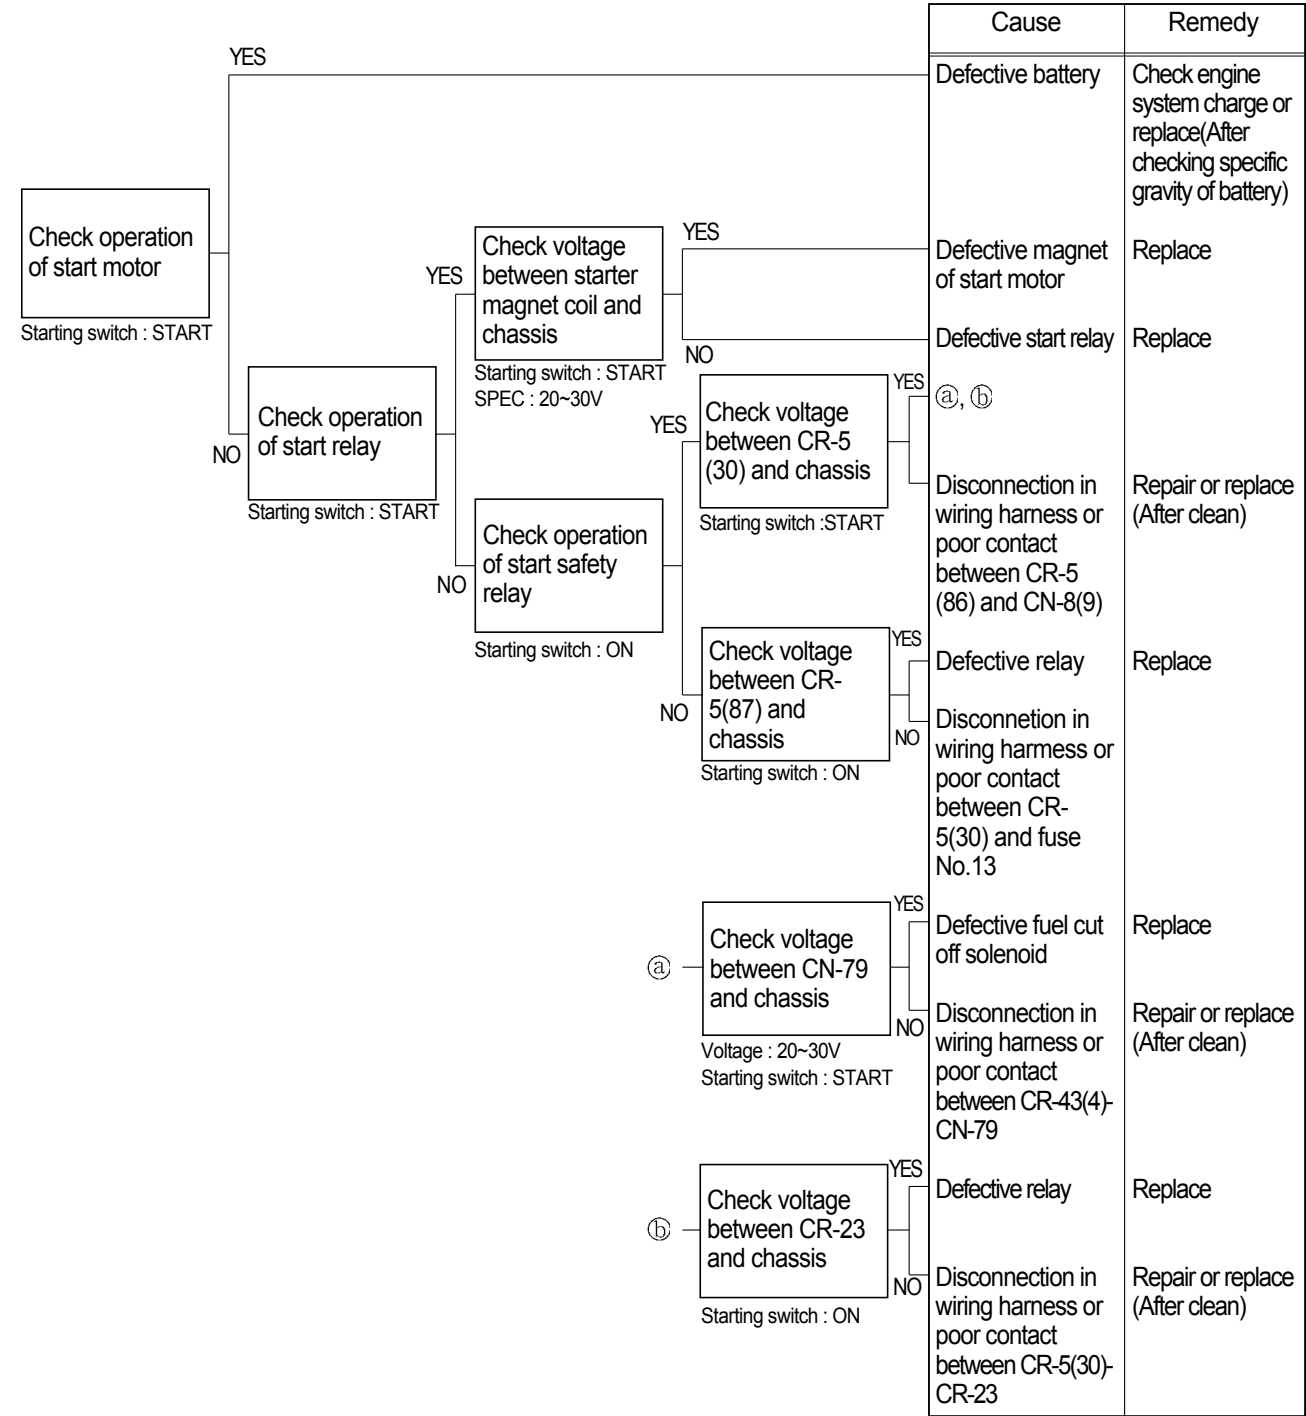 Cause
Remedy
YES
Defective battery
Check engine
system charge or
replace(After
checking specific
gravity of battery)
Check operation
of start motor
Starting switch : START
YES
Check voltage
between starter
magnet coil and
chassis
Starting switch : START
SPEC : 20~30V
YES
Defective magnet
of start motor
Replace
NO
Defective start relay
Replace
NO
Check operation
of start relay
Starting switch : START
YES
Check voltage
between CR-5
(30) and chassis
Starting switch :START
YES
ⓐ, ⓑ
Disconnection in
wiring harness or
poor contact
between CR-5
(86) and CN-8(9)
Repair or replace
(After clean)
NO
Check operation
of start safety
relay
Starting switch : ON
NO
Check voltage
between CR-
5(87) and
chassis
Starting switch : ON
YES
Defective relay
Replace
NO
Disconnetion in
wiring harness or
poor contact
between CR-
5(30) and fuse
No.13
ⓐ
Check voltage
between CN-79
and chassis
Voltage : 20~30V
Starting switch : START
YES
Defective fuel cut
off solenoid
Replace
NO
Disconnection in
wiring harness or
poor contact
between CR-43(4)-
CN-79
Repair or replace
(After clean)
ⓑ
Check voltage
between CR-23
and chassis
Starting switch : ON
YES
Defective relay
Replace
NO
Disconnection in
wiring harness or
poor contact
between CR-5(30)-
CR-23
Repair or replace
(After clean)